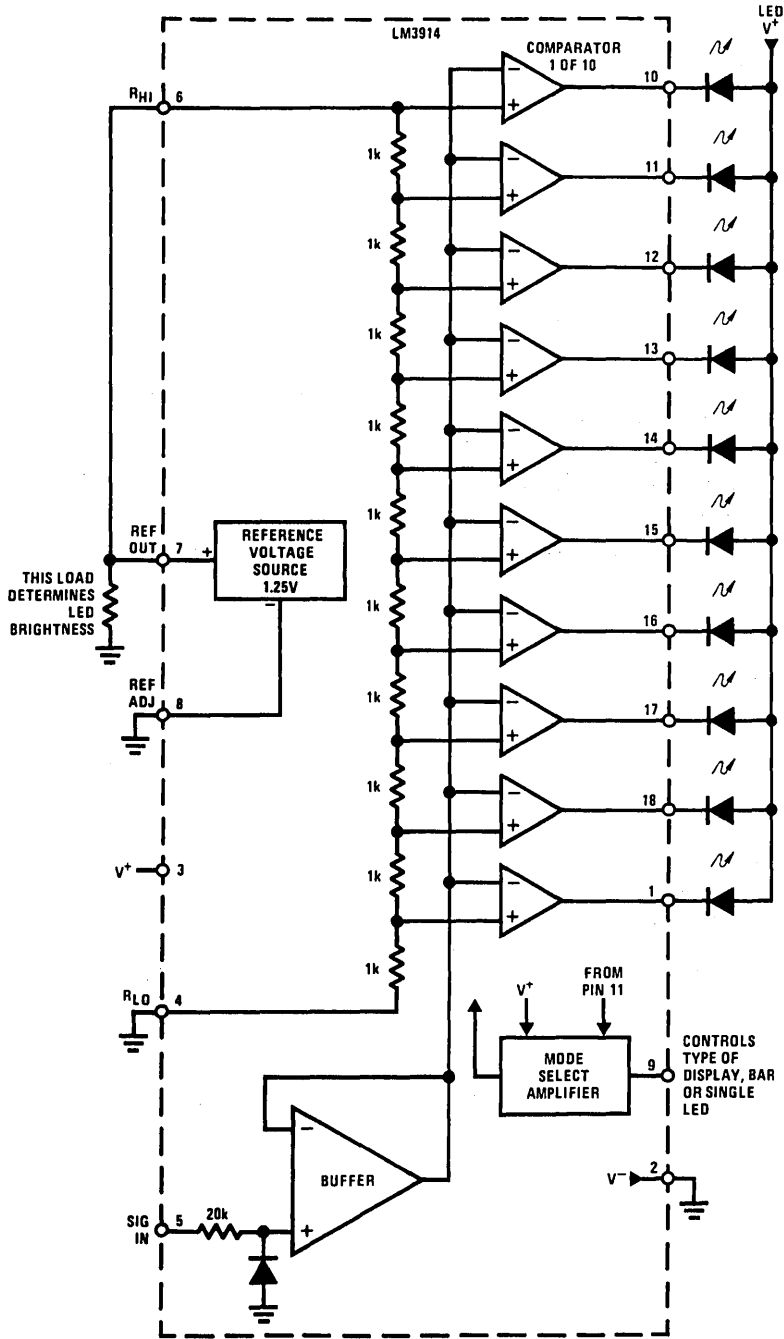 LED
V+
LM3914
COMPARATOR
1 OF 10
10
−
+
RHI
6
1k
11
−
+
1k
12
−
+
1k
13
−
+
1k
14
−
+
1k
15
−
+
REF
OUT
7
+
REFERENCE
VOLTAGE
SOURCE
1.25V
−
THIS LOAD
DETERMINES
LED
BRIGHTNESS
1k
16
−
+
REF
ADJ
8
1k
17
−
+
1k
18
−
+
V+
3
1k
1
−
+
1k
RLO
4
V+
FROM
PIN 11
MODE
SELECT
AMPLIFIER
9
CONTROLS
TYPE OF
DISPLAY, BAR
OR SINGLE
LED
−
BUFFER
+
V−
2
SIG
IN
5
20k